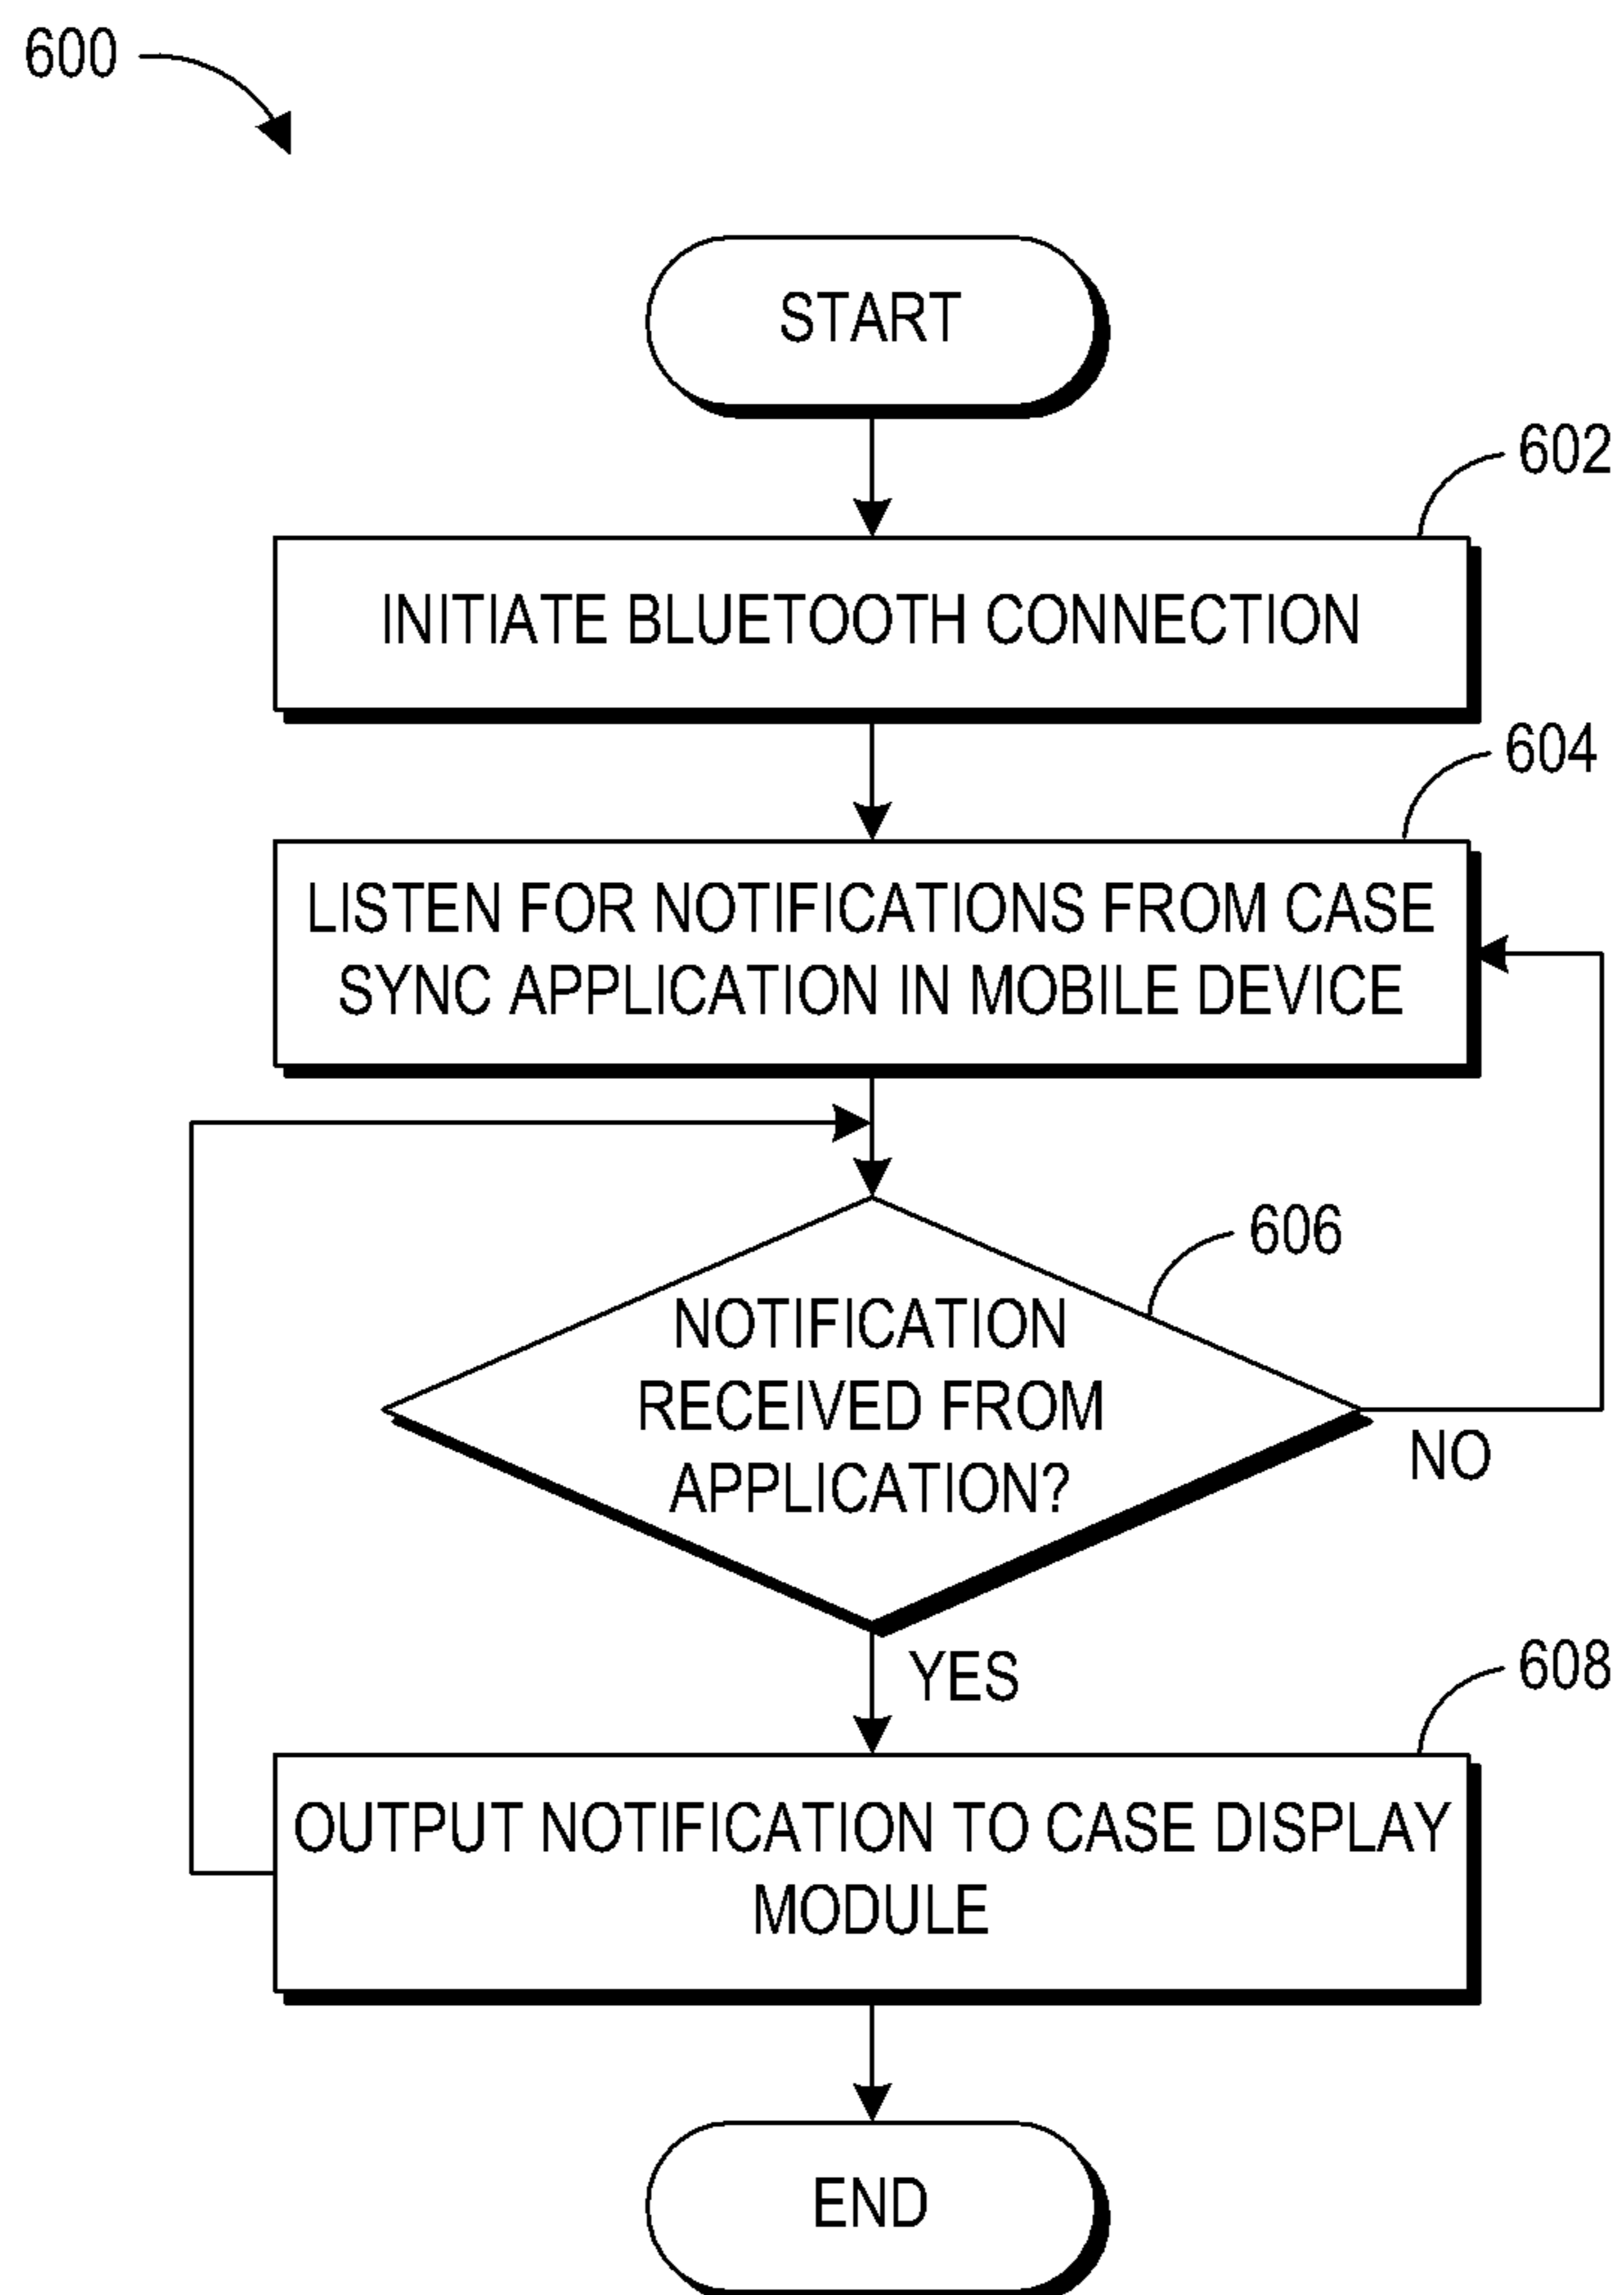 600
START
602
INITIATE BLUETOOTH CONNECTION
604
LISTEN FOR NOTIFICATIONS FROM CASE
SYNC APPLICATION IN MOBILE DEVICE
606
NOTIFICATION
RECEIVED FROM
APPLICATION?
NO
YES
608
OUTPUT NOTIFICATION TO CASE DISPLAY
MODULE
END